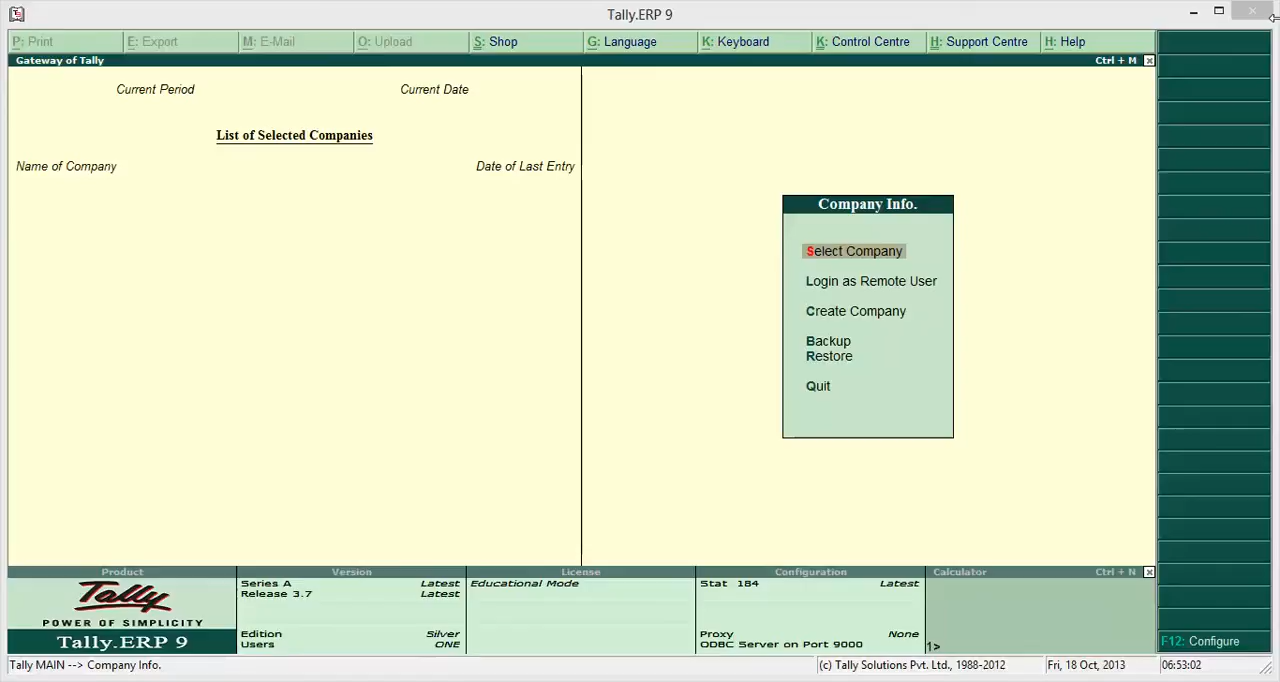 Tally.ERP 9
P: Print E: Export M: E-Mail O: Upload S: Shop G: Language K: Keyboard K: Control Centre H: Support Centre H: Help
Gateway of Tally Ctrl + M
Current Period Current Date
List of Selected Companies
Name of Company Date of Last Entry
Company Info.
Select Company
Login as Remote User
Create Company
Backup
Restore
Quit
Product Version License Configuration Calculator Ctrl + N
Tally
POWER OF SIMPLICITY
Tally.ERP 9
Series A Latest
Release 3.7 Latest
Edition Silver
Users ONE
Educational Mode
Stat 184 Latest
Proxy None
ODBC Server on Port 9000
1>
F12: Configure
Tally MAIN --> Company Info. (c) Tally Solutions Pvt. Ltd., 1988-2012 Fri, 18 Oct, 2013 06:53:02